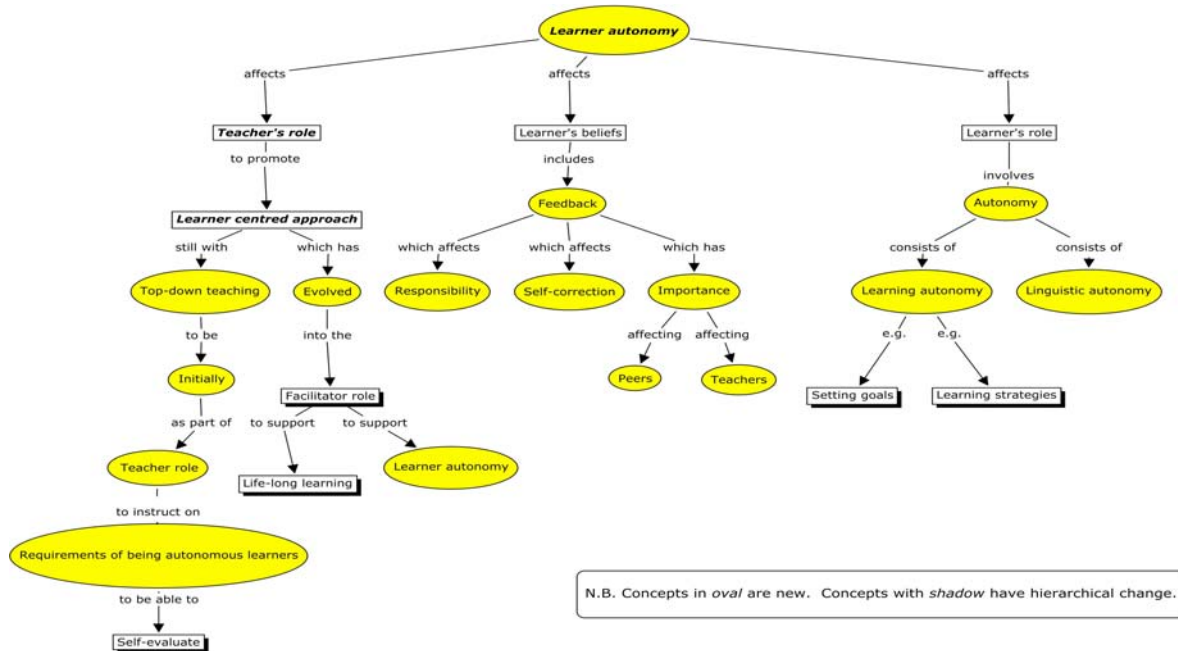 Learner autonomy
affects
affects
affects
Teacher's role
Learner's beliefs
Learner's role
to promote
includes
involves
Learner centred approach
Feedback
Autonomy
still with
which has
which affects
which affects
which has
consists of
consists of
Top-down teaching
Evolved
Responsibility
Self-correction
Importance
Learning autonomy
Linguistic autonomy
to be
into the
affecting
affecting
e.g.
e.g.
Initially
Facilitator role
Peers
Teachers
Setting goals
Learning strategies
as part of
to support
to support
Teacher role
Life-long learning
Learner autonomy
to instruct on
Requirements of being autonomous learners
to be able to
Self-evaluate
N.B. Concepts in oval are new. Concepts with shadow have hierarchical change.